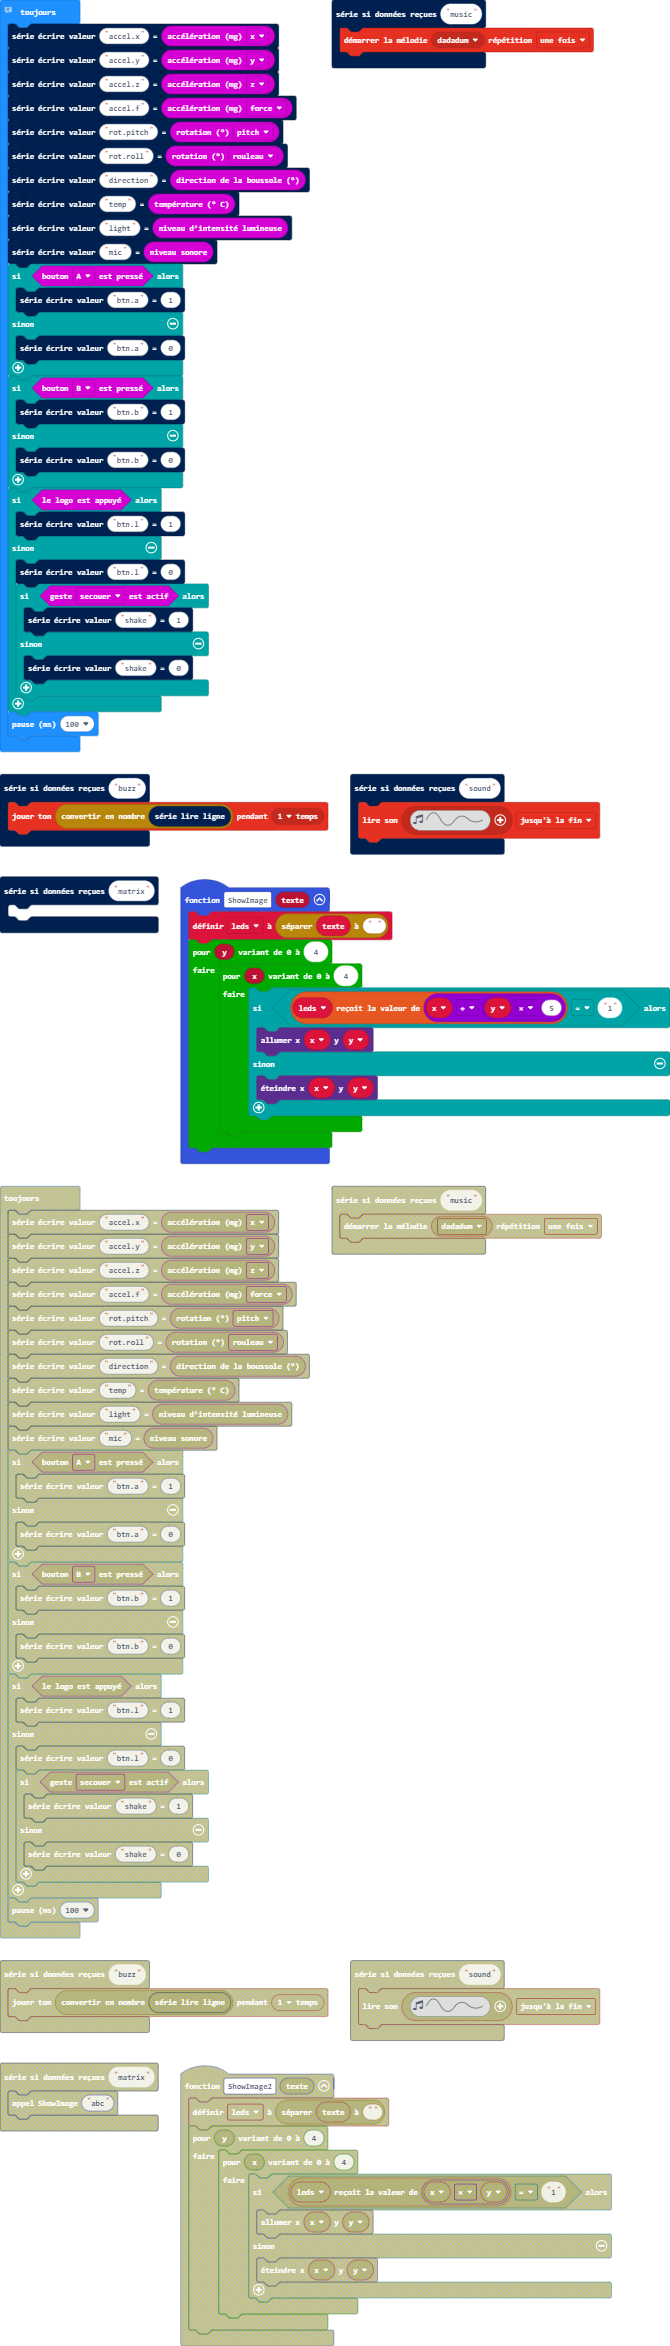 toujours
série écrire valeur "accel.x" = accélération (mg) x
série écrire valeur "accel.y" = accélération (mg) y
série écrire valeur "accel.z" = accélération (mg) z
série écrire valeur "accel.f" = accélération (mg) force
série écrire valeur "rot.pitch" = rotation (°) pitch
série écrire valeur "rot.roll" = rotation (°) rouleau
série écrire valeur "direction" = direction de la boussole (°)
série écrire valeur "temp" = température (° C)
série écrire valeur "light" = niveau d'intensité lumineuse
série écrire valeur "mic" = niveau sonore
si bouton A est pressé alors
série écrire valeur "btn.a" = 1
sinon
série écrire valeur "btn.a" = 0
si bouton B est pressé alors
série écrire valeur "btn.b" = 1
sinon
série écrire valeur "btn.b" = 0
si le logo est appuyé alors
série écrire valeur "btn.l" = 1
sinon
série écrire valeur "btn.l" = 0
si geste secouer est actif alors
série écrire valeur "shake" = 1
sinon
série écrire valeur "shake" = 0
pause (ms) 100
série si données reçues "music"
démarrer la mélodie dadadum répétition une fois
série si données reçues "buzz"
jouer ton convertir en nombre série lire ligne pendant 1 temps
série si données reçues "sound"
lire son jusqu'à la fin
série si données reçues "matrix"
fonction ShowImage texte
définir leds à séparer texte à " "
pour y variant de 0 à 4
faire
pour x variant de 0 à 4
faire
si leds reçoit la valeur de x + y × 5 = "1" alors
allumer x x y y
sinon
éteindre x x y y
toujours
série écrire valeur "accel.x" = accélération (mg) x
série écrire valeur "accel.y" = accélération (mg) y
série écrire valeur "accel.z" = accélération (mg) z
série écrire valeur "accel.f" = accélération (mg) force
série écrire valeur "rot.pitch" = rotation (°) pitch
série écrire valeur "rot.roll" = rotation (°) rouleau
série écrire valeur "direction" = direction de la boussole (°)
série écrire valeur "temp" = température (° C)
série écrire valeur "light" = niveau d'intensité lumineuse
série écrire valeur "mic" = niveau sonore
si bouton A est pressé alors
série écrire valeur "btn.a" = 1
sinon
série écrire valeur "btn.a" = 0
si bouton B est pressé alors
série écrire valeur "btn.b" = 1
sinon
série écrire valeur "btn.b" = 0
si le logo est appuyé alors
série écrire valeur "btn.l" = 1
sinon
série écrire valeur "btn.l" = 0
si geste secouer est actif alors
série écrire valeur "shake" = 1
sinon
série écrire valeur "shake" = 0
pause (ms) 100
série si données reçues "music"
démarrer la mélodie dadadum répétition une fois
série si données reçues "buzz"
jouer ton convertir en nombre série lire ligne pendant 1 temps
série si données reçues "sound"
lire son jusqu'à la fin
série si données reçues "matrix"
appel ShowImage "abc"
fonction ShowImage2 texte
définir leds à séparer texte à ""
pour y variant de 0 à 4
faire
pour x variant de 0 à 4
faire
si leds reçoit la valeur de x × y = "1" alors
allumer x x y y
sinon
éteindre x x y y